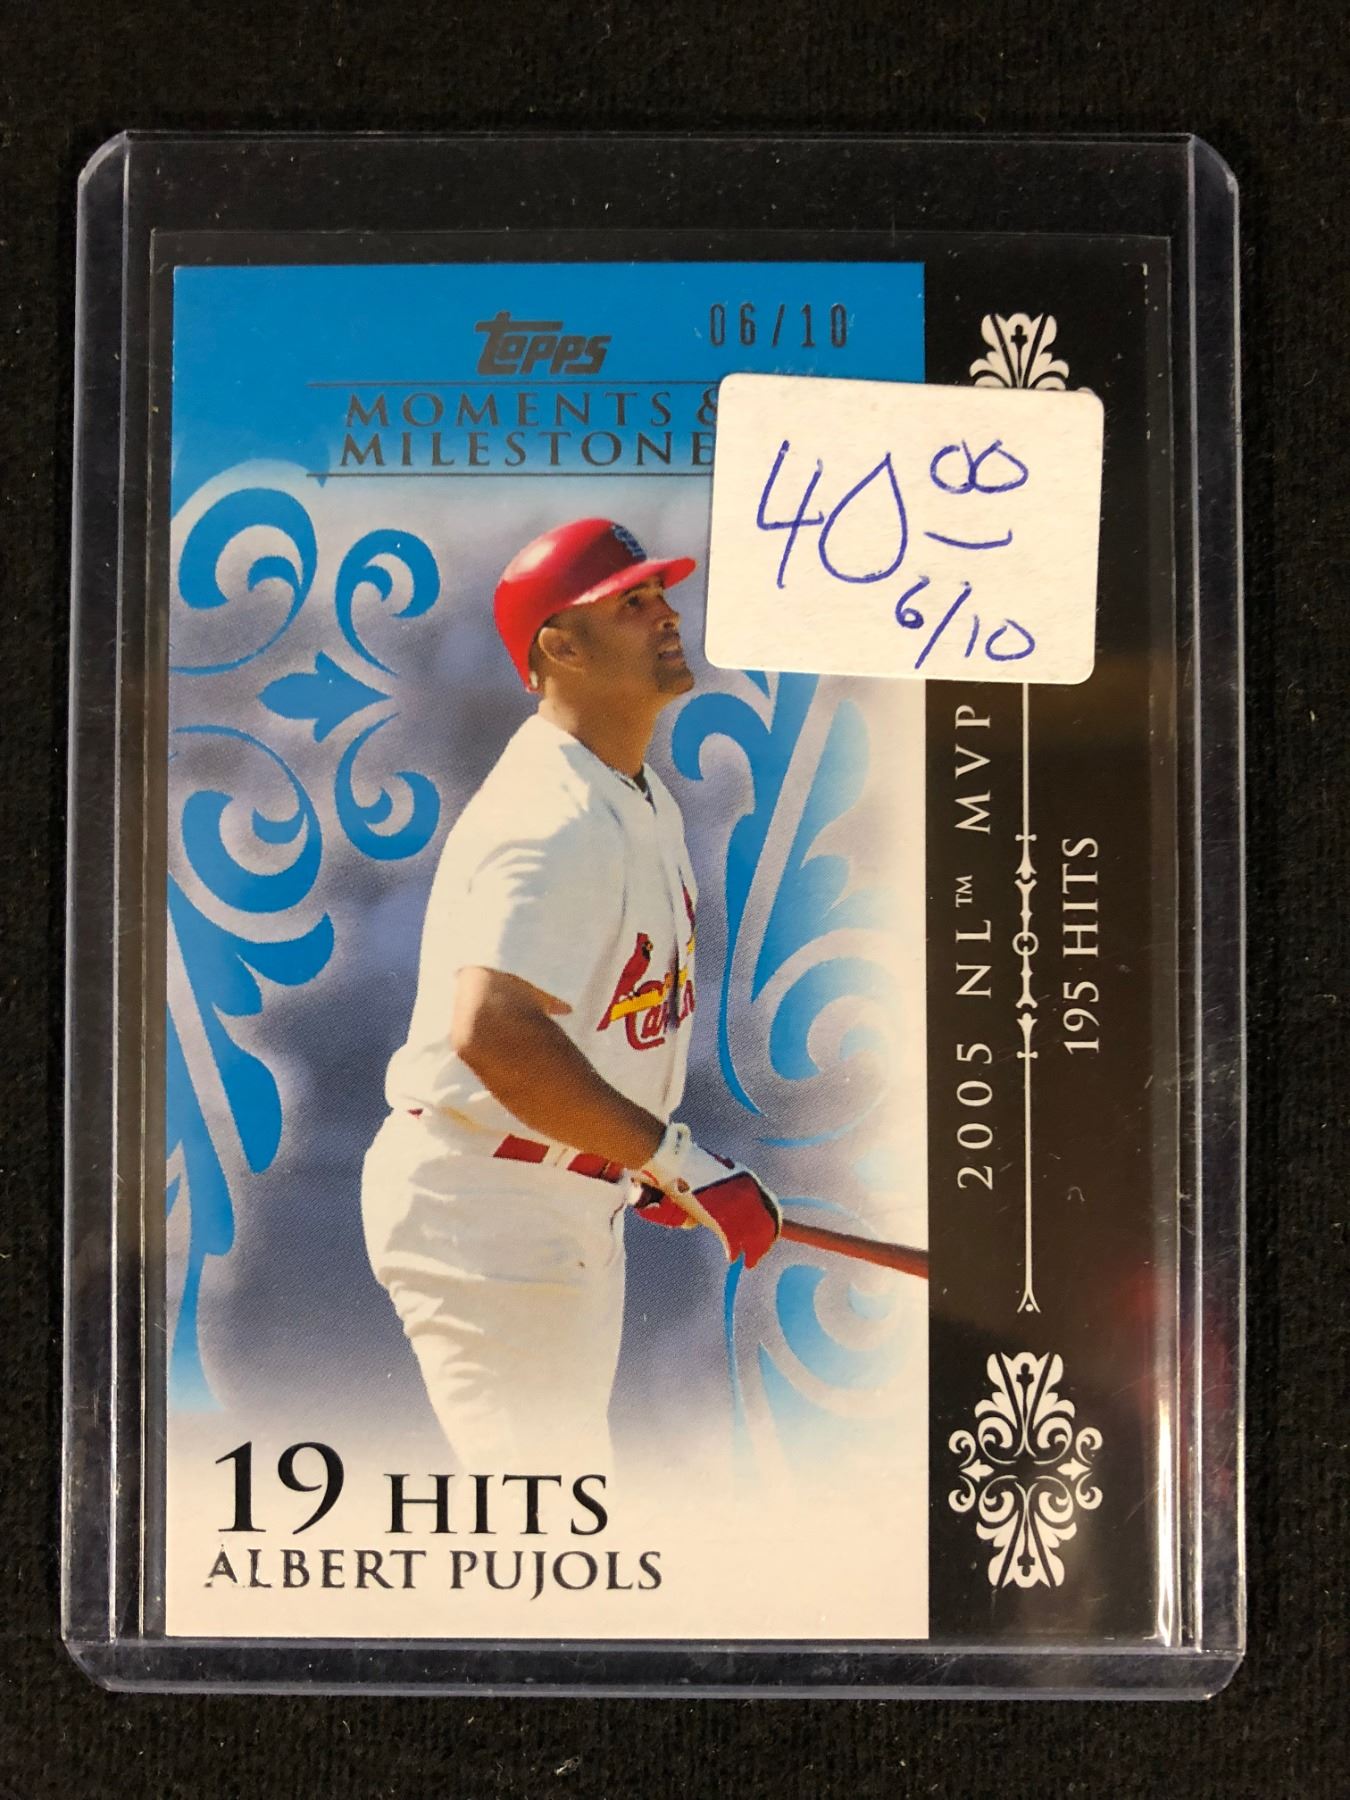 Topps
06/10
MOMENTS &
MILESTONE
40 00
6/10
2005 NL™ MVP
195 HITS
19 HITS
ALBERT PUJOLS